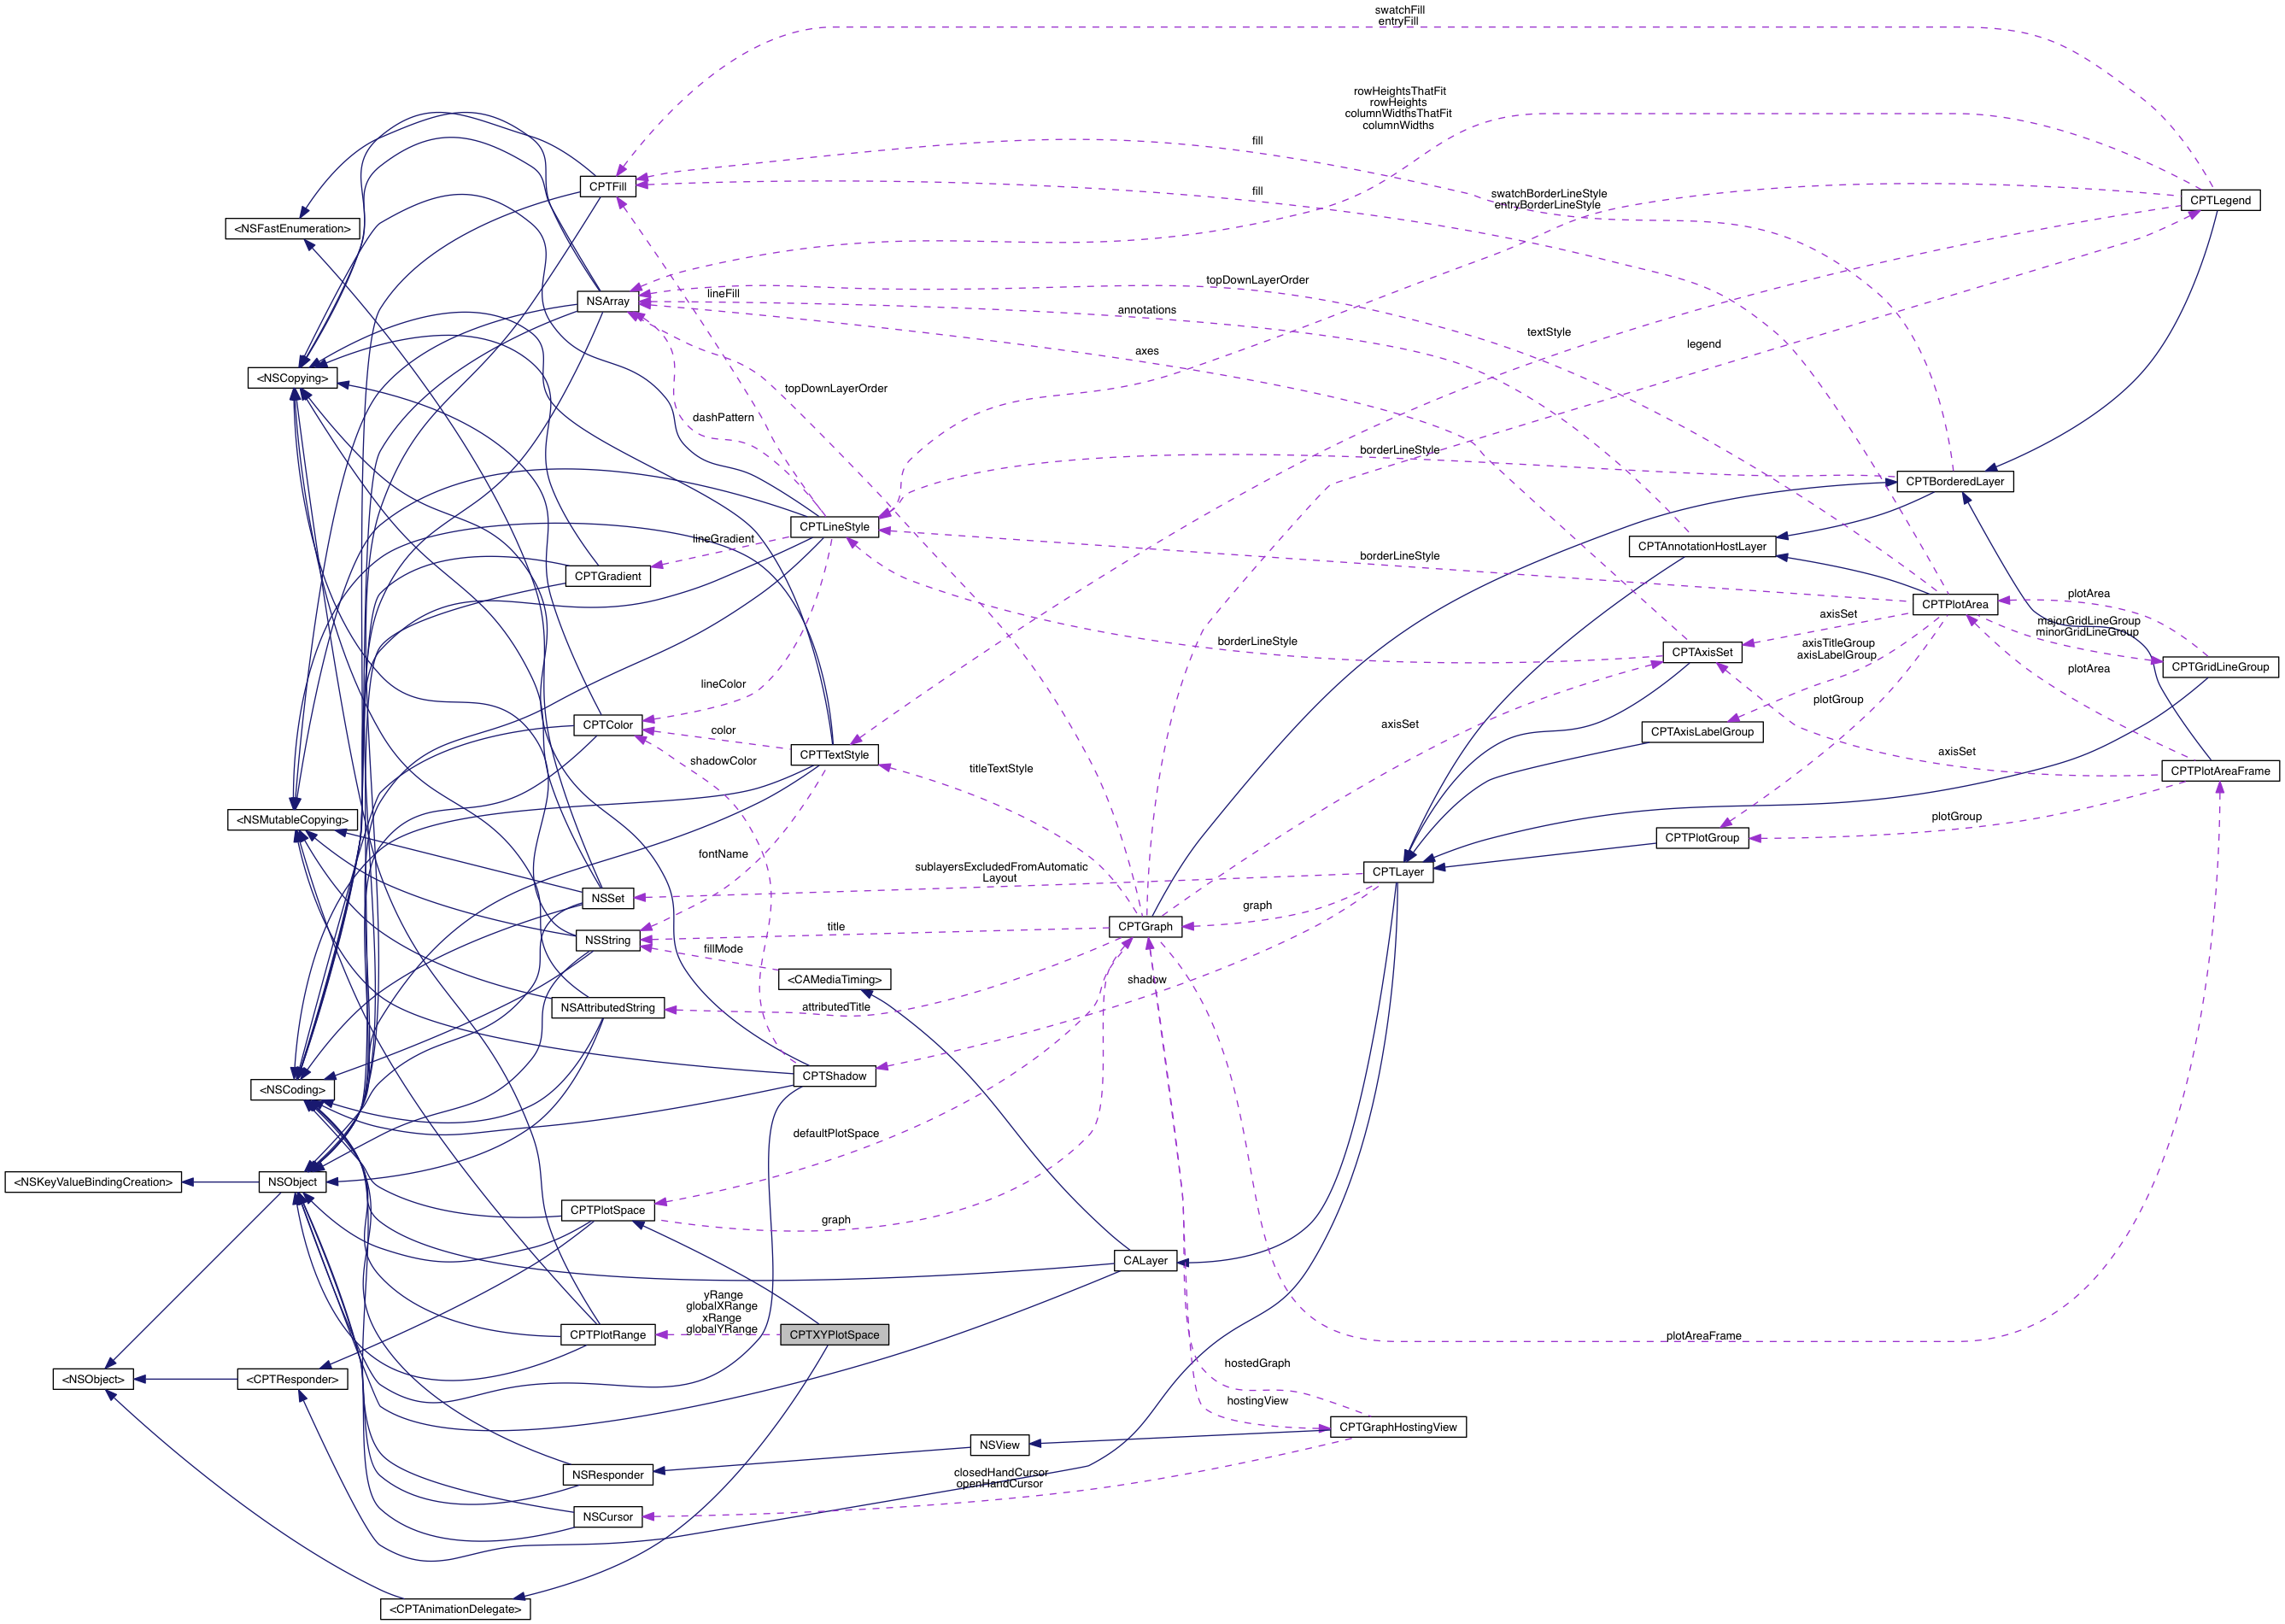 swatchFill
entryFill
rowHeightsThatFit
rowHeights
columnWidthsThatFit
columnWidths
fill
CPTFill
fill
swatchBorderLineStyle
entryBorderLineStyle
CPTLegend
<NSFastEnumeration>
topDownLayerOrder
lineFill
NSArray
annotations
textStyle
legend
axes
<NSCopying>
topDownLayerOrder
dashPattern
borderLineStyle
CPTBorderedLayer
CPTLineStyle
lineGradient
CPTAnnotationHostLayer
borderLineStyle
CPTGradient
plotArea
CPTPlotArea
axisSet
majorGridLineGroup
minorGridLineGroup
borderLineStyle
axisTitleGroup
axisLabelGroup
CPTAxisSet
plotArea
CPTGridLineGroup
lineColor
plotGroup
CPTColor
color
axisSet
CPTAxisLabelGroup
CPTTextStyle
shadowColor
titleTextStyle
axisSet
CPTPlotAreaFrame
<NSMutableCopying>
plotGroup
CPTPlotGroup
fontName
sublayersExcludedFromAutomatic
Layout
CPTLayer
NSSet
graph
title
CPTGraph
NSString
fillMode
<CAMediaTiming>
shadow
NSAttributedString
attributedTitle
CPTShadow
<NSCoding>
defaultPlotSpace
<NSKeyValueBindingCreation>
NSObject
CPTPlotSpace
graph
CALayer
yRange
globalXRange
xRange
globalYRange
CPTPlotRange
CPTXYPlotSpace
plotAreaFrame
hostedGraph
<NSObject>
<CPTResponder>
hostingView
CPTGraphHostingView
NSView
closedHandCursor
openHandCursor
NSResponder
NSCursor
<CPTAnimationDelegate>